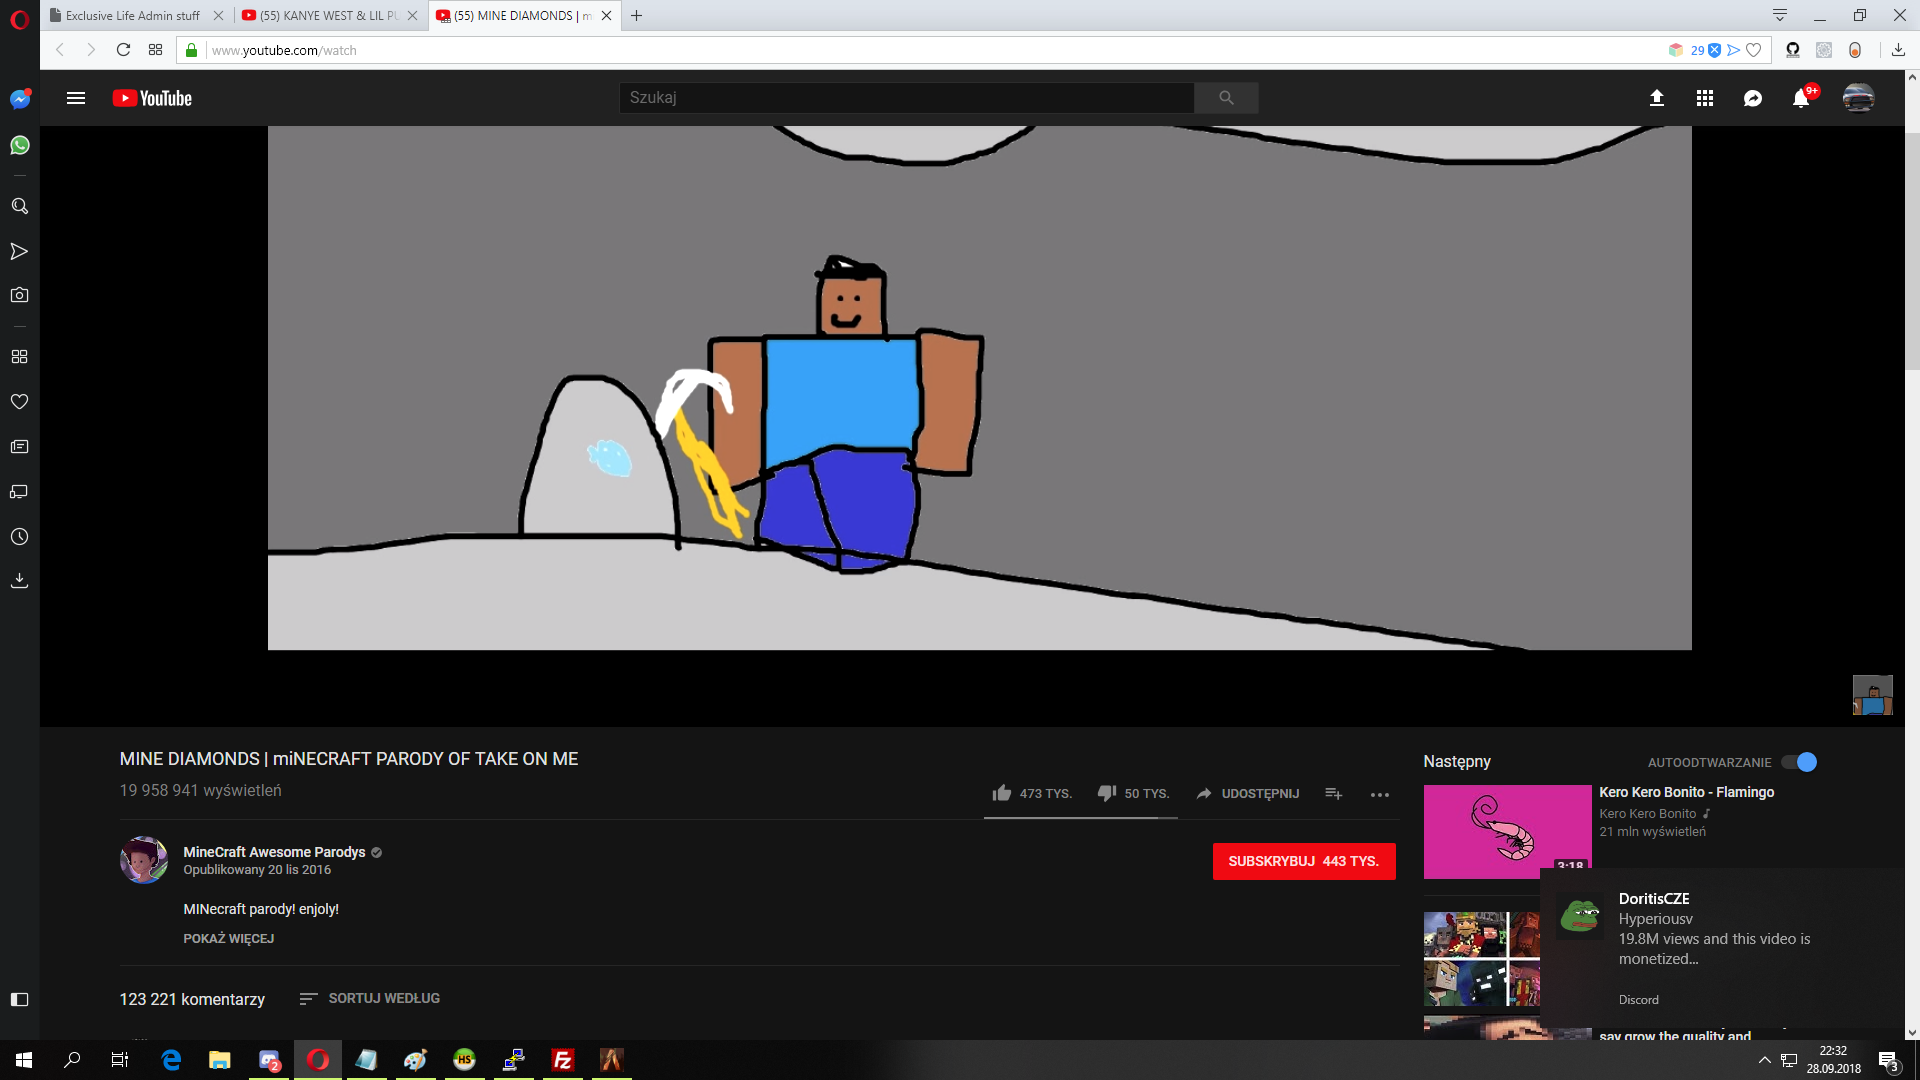 Exclusive Life Admin stuff
(55) KANYE WEST & LIL PU
(55) MINE DIAMONDS | m
www.youtube.com/watch
29
YouTube
Szukaj
9+
MINE DIAMONDS | miNECRAFT PARODY OF TAKE ON ME
19 958 941 wyświetleń
473 TYS.
50 TYS.
UDOSTĘPNIJ
MineCraft Awesome Parodys
Opublikowany 20 lis 2016
SUBSKRYBUJ 443 TYS.
MINecraft parody! enjoly!
POKAŻ WIĘCEJ
123 221 komentarzy
SORTUJ WEDŁUG
Następny
AUTOODTWARZANIE
Kero Kero Bonito - Flamingo
Kero Kero Bonito
21 mln wyświetleń
3:18
DoritisCZE
Hyperiousv
19.8M views and this video is
monetized...
Discord
say grow the quality and
2
HS
FZ
22:32
28.09.2018
3